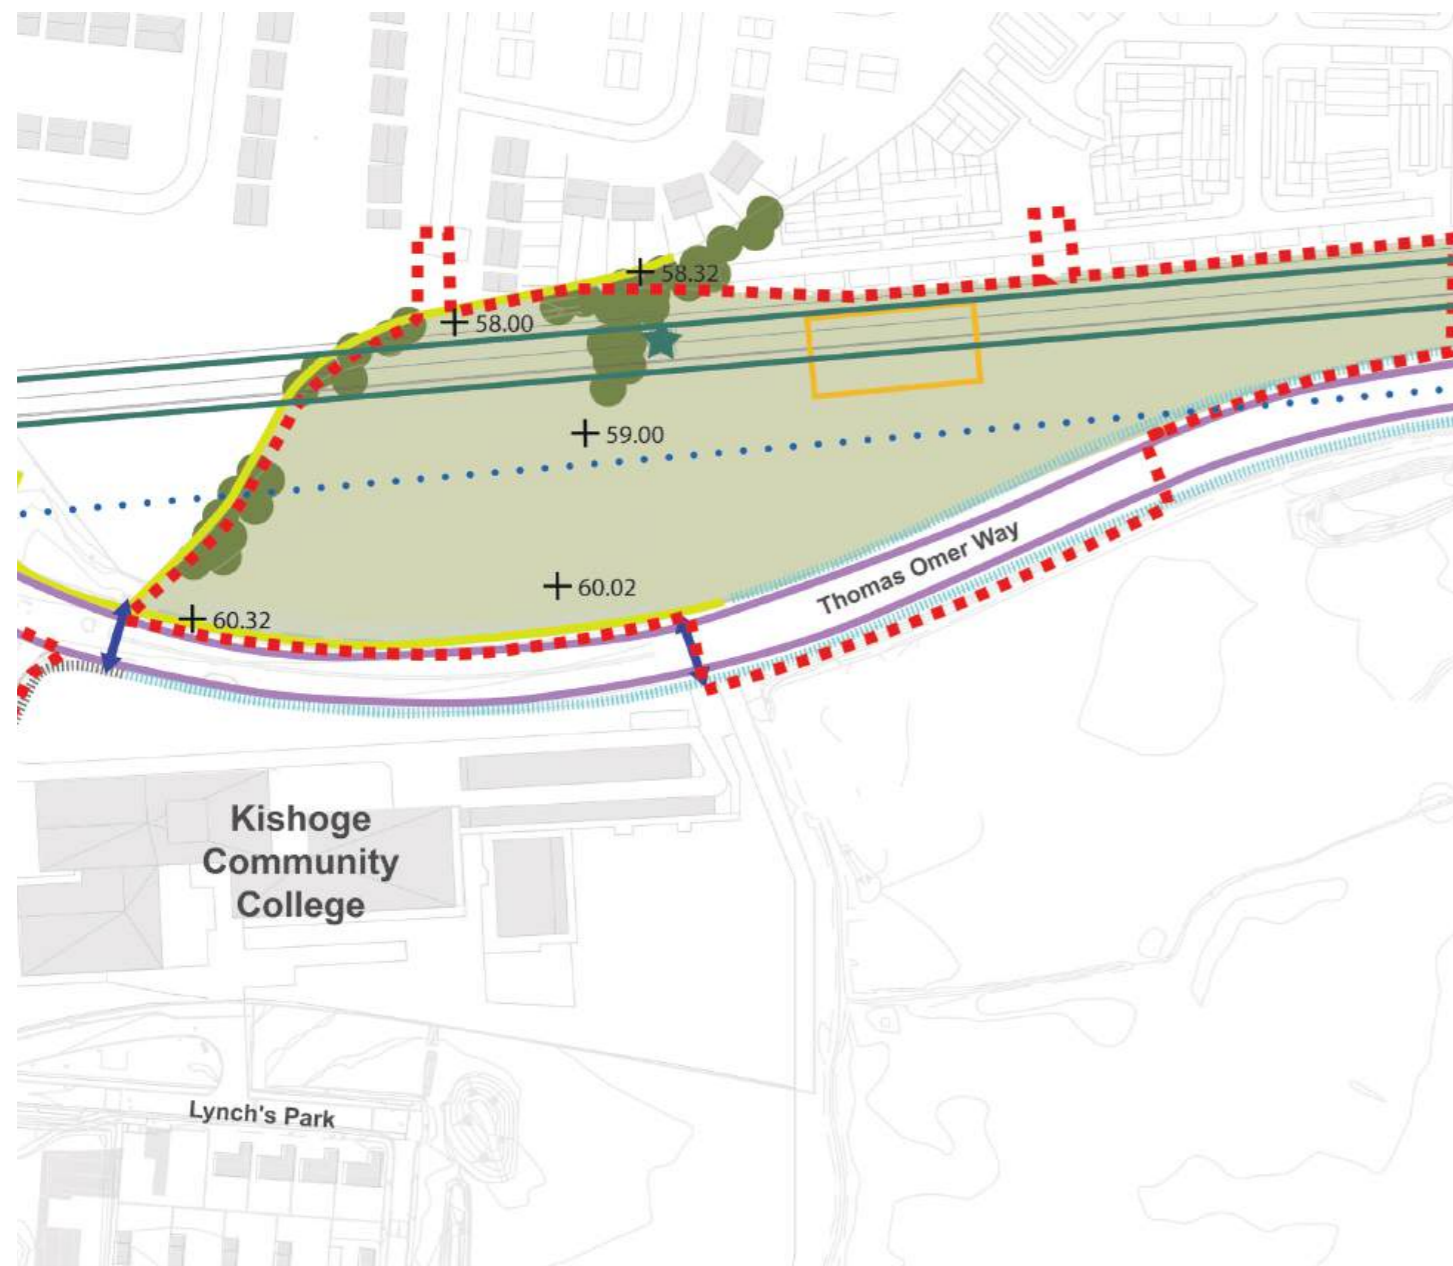 58.32
58.00
59.00
Thomas Omer Way
60.02
60.32
Kishoge
Community
College
Lynch's Park